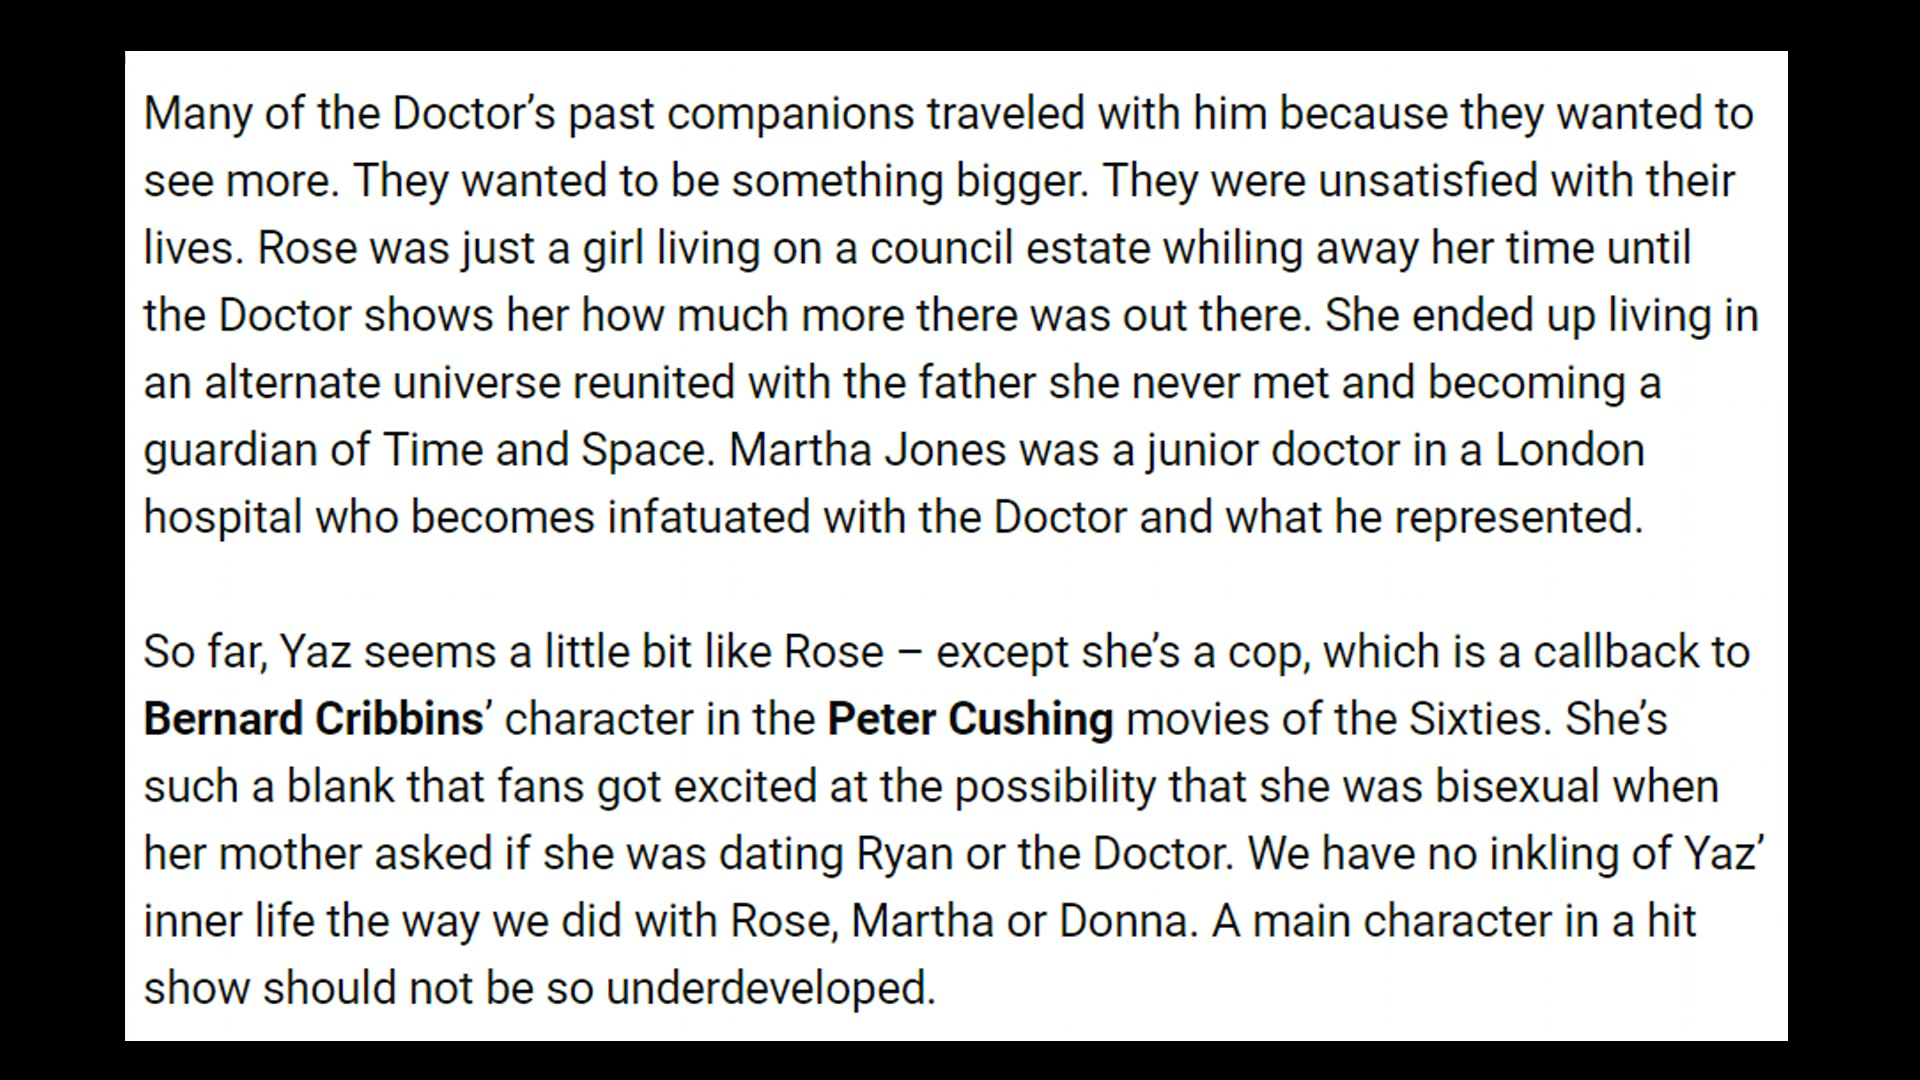 Many of the Doctor’s past companions traveled with him because they wanted to
see more. They wanted to be something bigger. They were unsatisfied with their
lives. Rose was just a girl living on a council estate whiling away her time until
the Doctor shows her how much more there was out there. She ended up living in
an alternate universe reunited with the father she never met and becoming a
guardian of Time and Space. Martha Jones was a junior doctor in a London
hospital who becomes infatuated with the Doctor and what he represented.
So far, Yaz seems a little bit like Rose – except she’s a cop, which is a callback to
Bernard Cribbins’ character in the Peter Cushing movies of the Sixties. She’s
such a blank that fans got excited at the possibility that she was bisexual when
her mother asked if she was dating Ryan or the Doctor. We have no inkling of Yaz’
inner life the way we did with Rose, Martha or Donna. A main character in a hit
show should not be so underdeveloped.